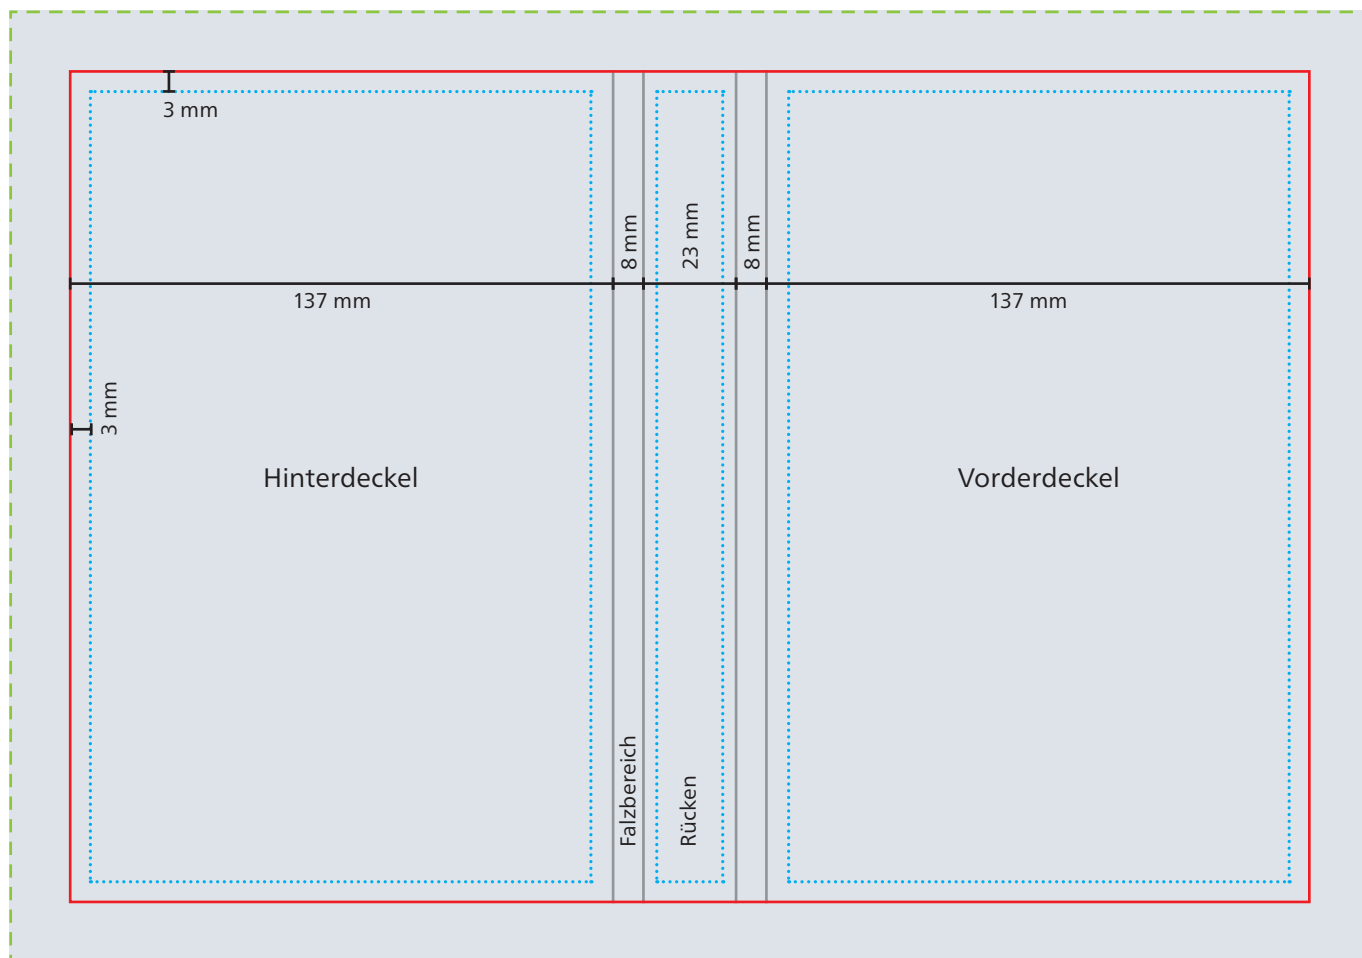 3 mm
8 mm
23 mm
8 mm
137 mm
137 mm
3 mm
Hinterdeckel
Vorderdeckel
Falzbereich
Rücken